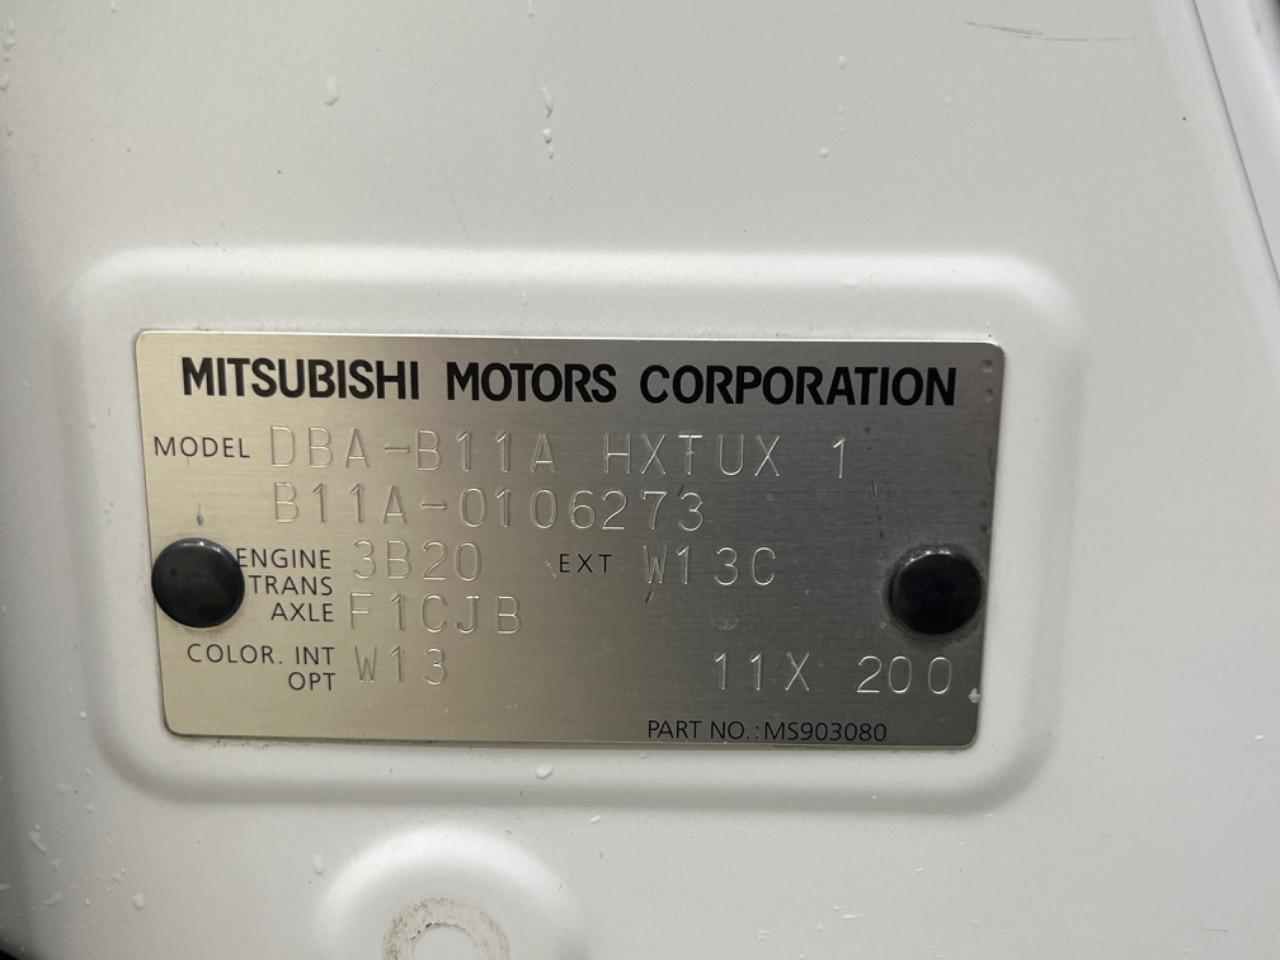 MITSUBISHI MOTORS CORPORATION
MODEL DBA-B11A HXTUX 1
B11A-0106273
ENGINE 3B20 EXT W13C
TRANS
AXLE F1CJB
COLOR. INT W13 11X 200
OPT
PART NO.:MS903080